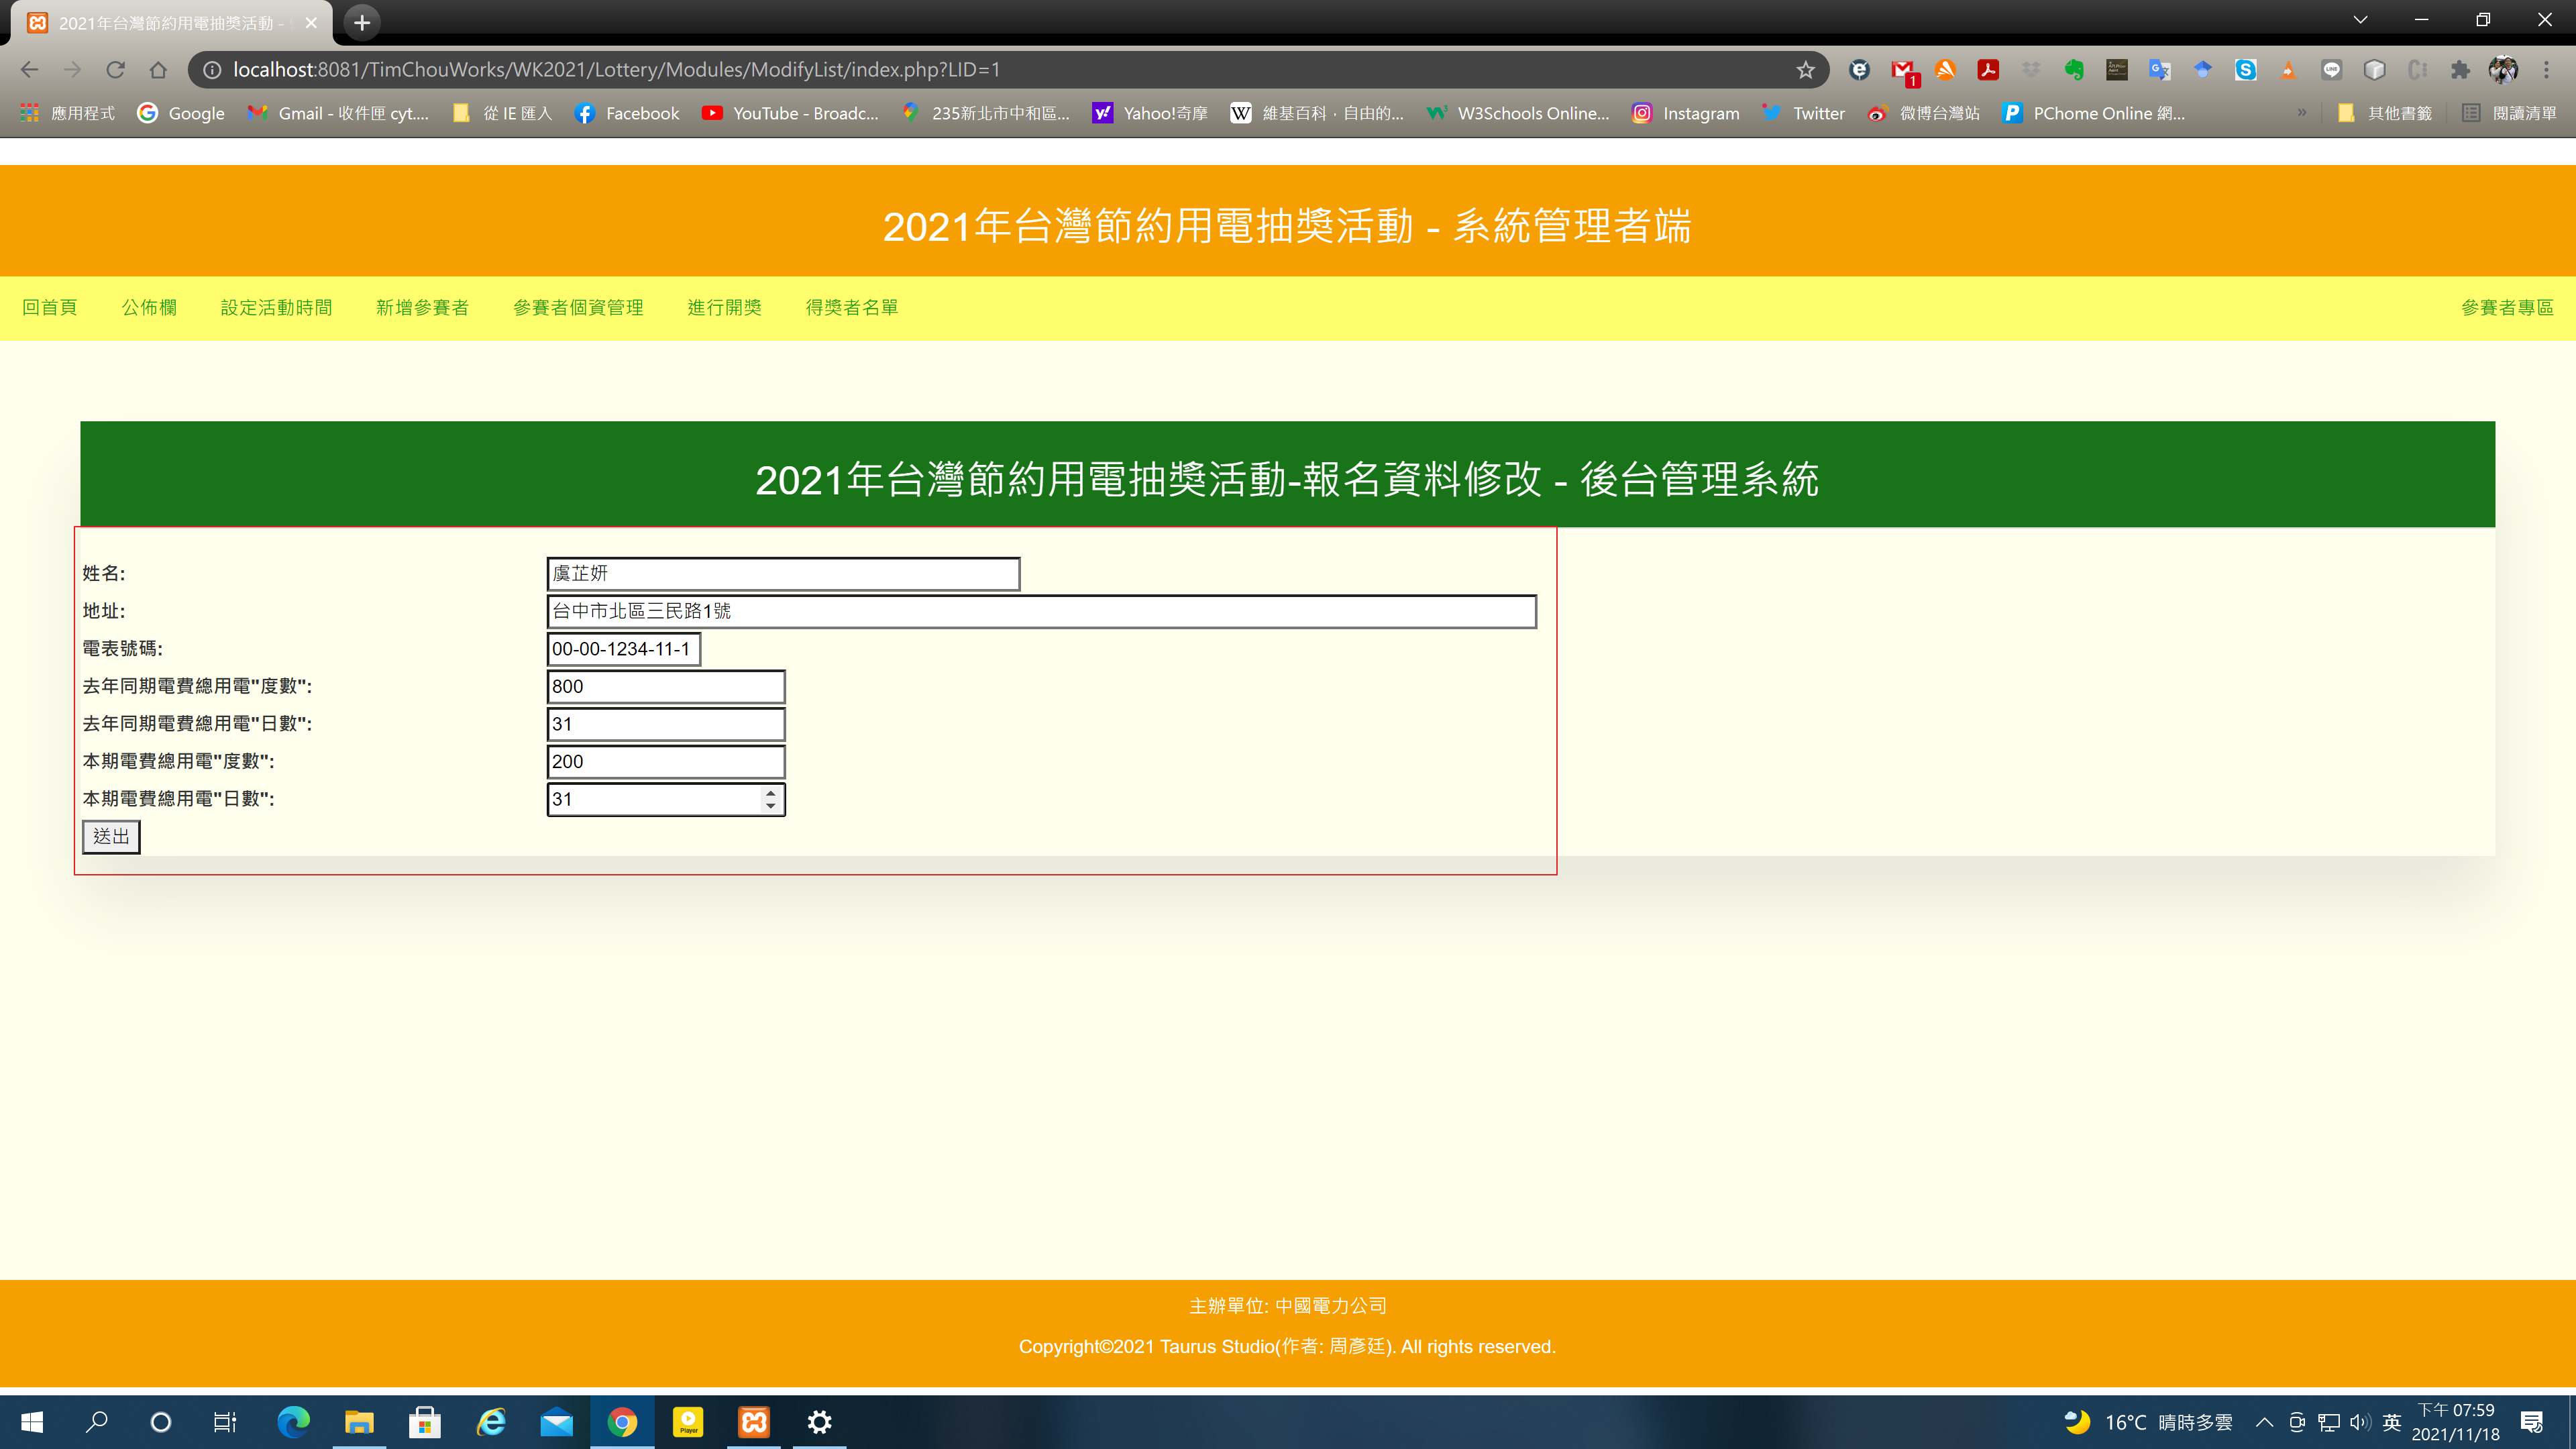 2021年台灣節約用電抽獎活動 -
localhost:8081/TimChouWorks/WK2021/Lottery/Modules/ModifyList/index.php?LID=1
1
應用程式 Google Gmail - 收件匣 cyt.... 從 IE 匯入 Facebook YouTube - Broadc... 235新北市中和區... Yahoo!奇摩 維基百科，自由的... W3Schools Online... Instagram Twitter 微博台灣站 PChome Online 網... » 其他書籤 閱讀清單
2021年台灣節約用電抽獎活動 - 系統管理者端
回首頁 公佈欄 設定活動時間 新增參賽者 參賽者個資管理 進行開獎 得獎者名單 參賽者專區
2021年台灣節約用電抽獎活動-報名資料修改 - 後台管理系統
姓名: 虞芷妍
地址: 台中市北區三民路1號
電表號碼: 00-00-1234-11-1
去年同期電費總用電"度數": 800
去年同期電費總用電"日數": 31
本期電費總用電"度數": 200
本期電費總用電"日數": 31
送出
主辦單位: 中國電力公司
Copyright©2021 Taurus Studio(作者: 周彥廷). All rights reserved.
Player
16°C 晴時多雲 英 下午 07:59
2021/11/18